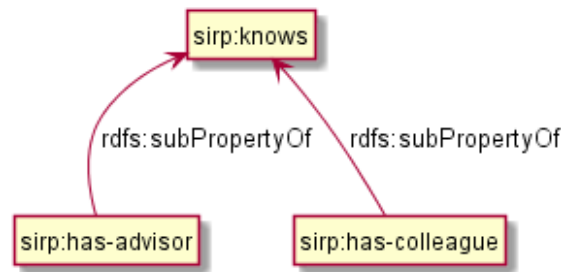 sirp:knows
rdfs:subPropertyOf
rdfs:subPropertyOf
sirp:has-advisor
sirp:has-colleague